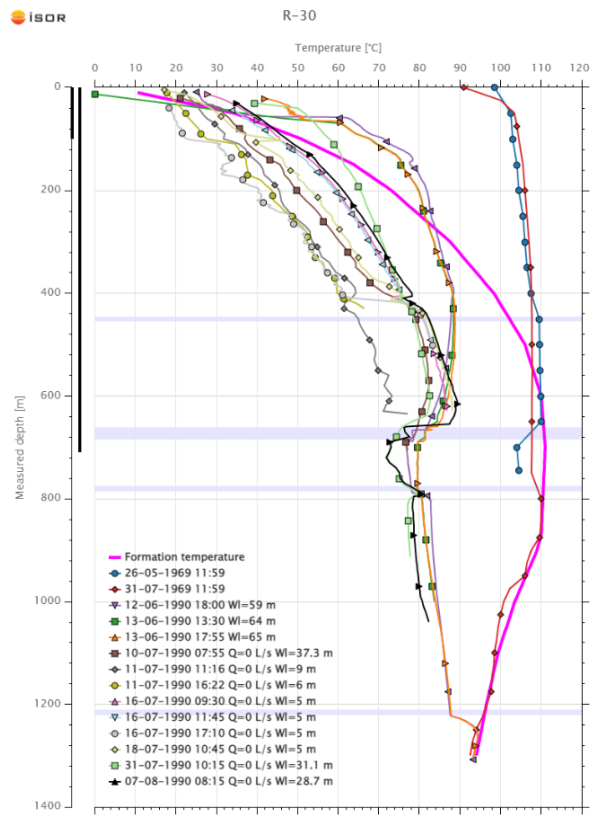 ÍSOR
R-30
Temperature [°C]
0 10 20 30 40 50 60 70 80 90 100 110 120
0
200
400
600
800
1000
1200
1400
Measured depth [m]
Formation temperature
26-05-1969 11:59
31-07-1969 11:59
12-06-1990 18:00 Wl=59 m
13-06-1990 13:30 Wl=64 m
13-06-1990 17:55 Wl=65 m
10-07-1990 07:55 Q=0 L/s Wl=37.3 m
11-07-1990 11:16 Q=0 L/s Wl=9 m
11-07-1990 16:22 Q=0 L/s Wl=6 m
16-07-1990 09:30 Q=0 L/s Wl=5 m
16-07-1990 11:45 Q=0 L/s Wl=5 m
16-07-1990 17:10 Q=0 L/s Wl=5 m
18-07-1990 10:45 Q=0 L/s Wl=5 m
31-07-1990 10:15 Q=0 L/s Wl=31.1 m
07-08-1990 08:15 Q=0 L/s Wl=28.7 m